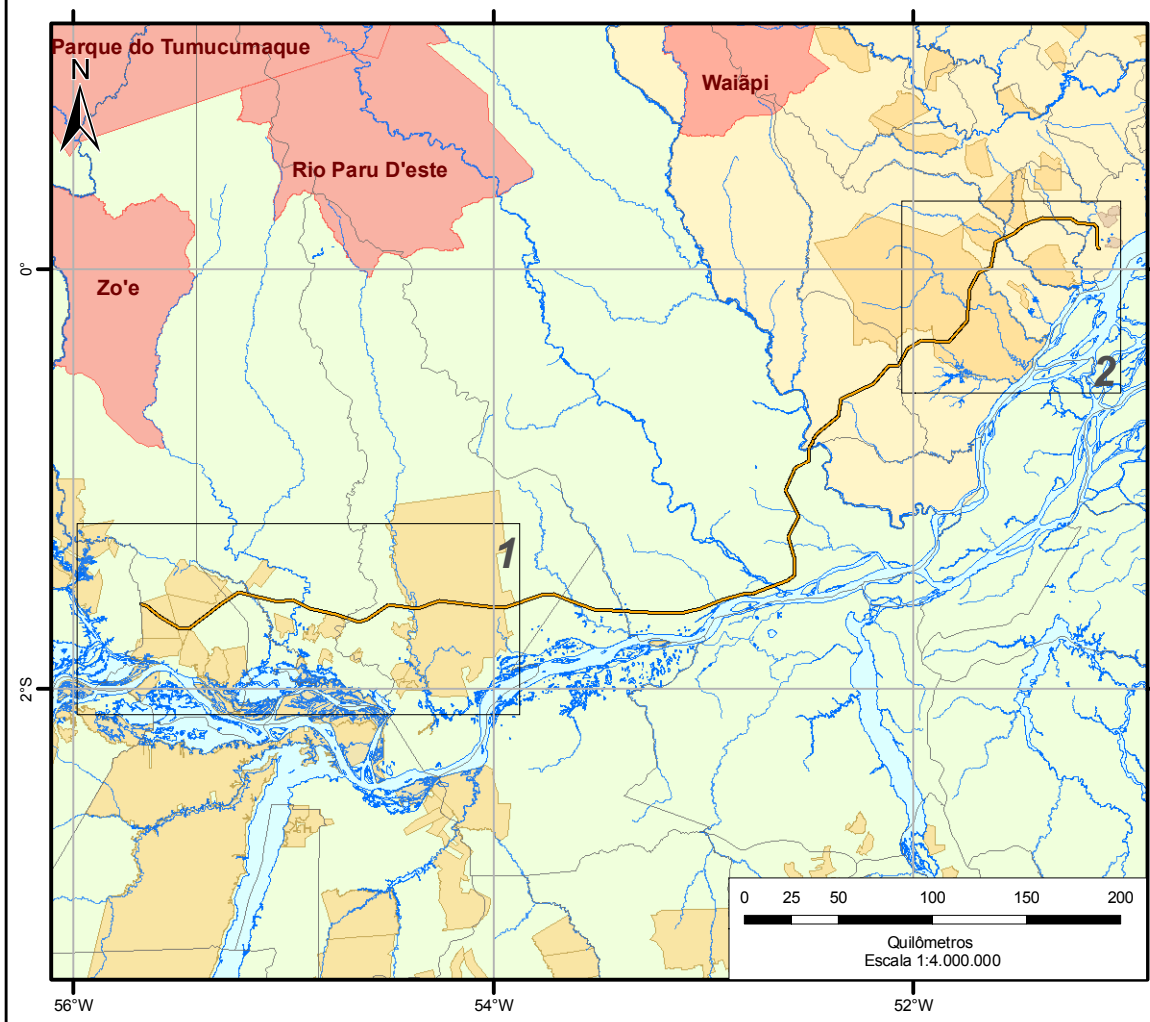 Parque do Tumucumaque
N
Waiãpi
Rio Paru D'este
0°
Zo'e
2
1
2°S
0 25 50 100 150 200
Quilômetros
Escala 1:4.000.000
56°W 54°W 52°W